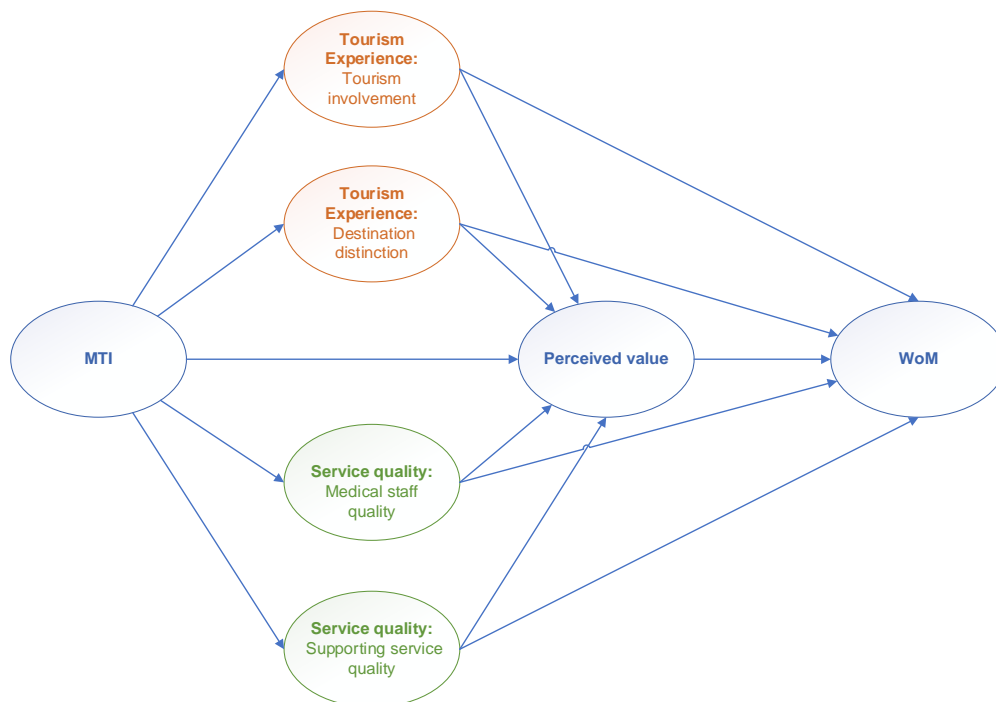 Tourism
Experience:
Tourism
involvement
Tourism
Experience:
Destination
distinction
MTI
Perceived value
WoM
Service quality:
Medical staff
quality
Service quality:
Supporting service
quality